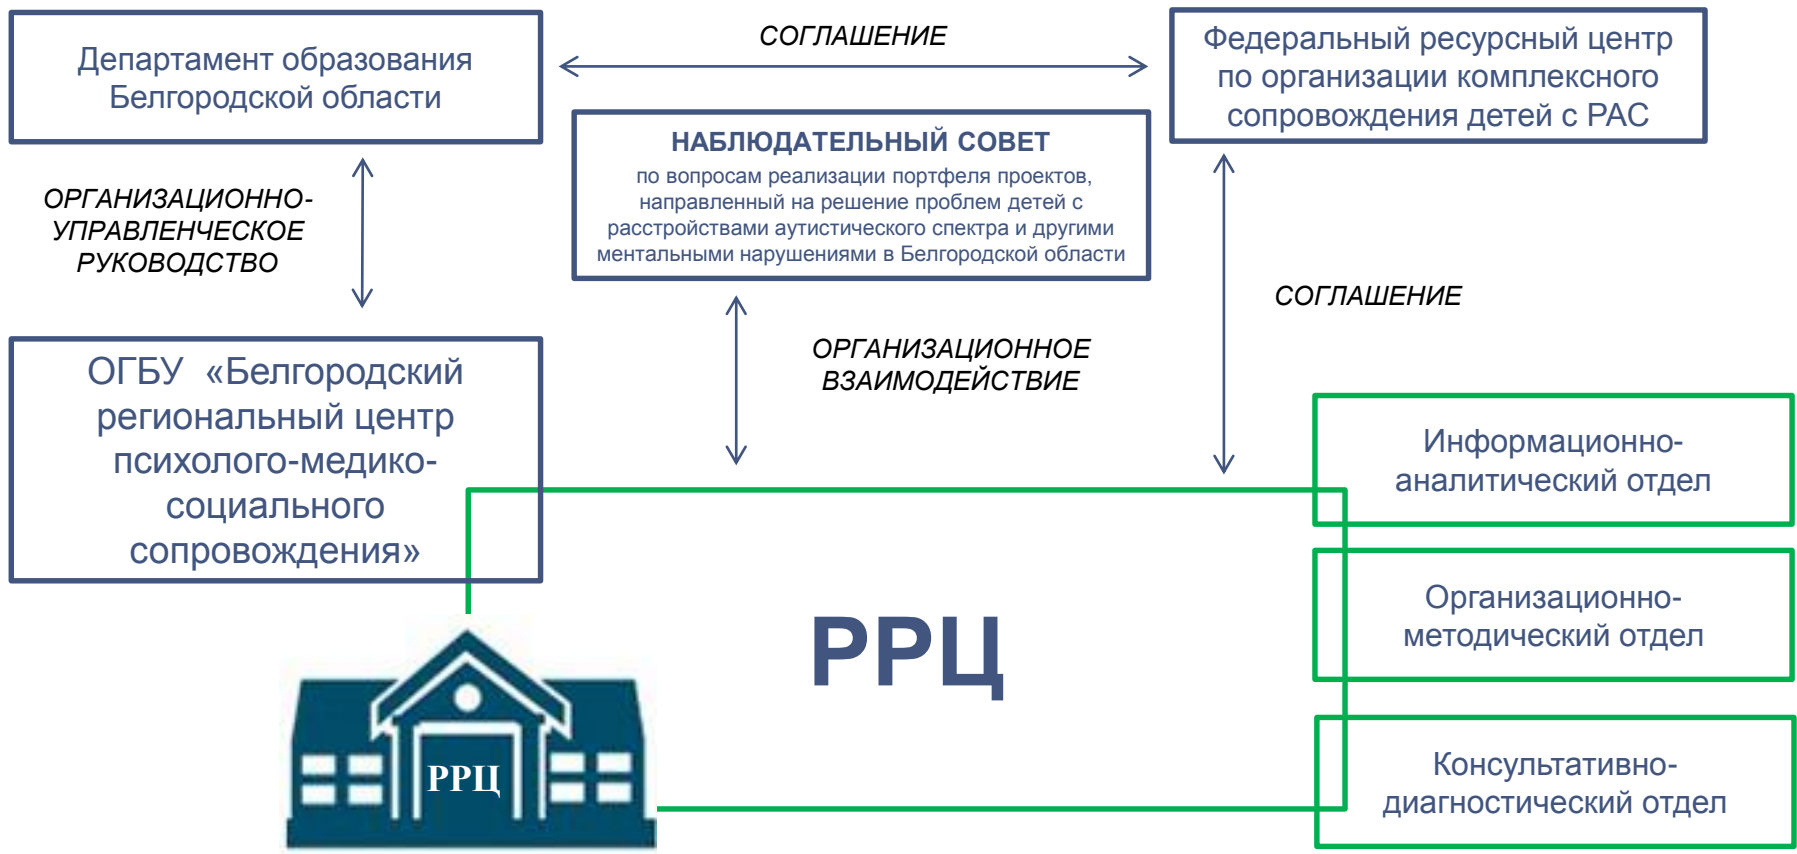 Департамент образования
Белгородской области
СОГЛАШЕНИЕ
Федеральный ресурсный центр
по организации комплексного
сопровождения детей с РАС
НАБЛЮДАТЕЛЬНЫЙ СОВЕТ
по вопросам реализации портфеля проектов,
направленный на решение проблем детей с
расстройствами аутистического спектра и другими
ментальными нарушениями в Белгородской области
ОРГАНИЗАЦИОННО-
УПРАВЛЕНЧЕСКОЕ
РУКОВОДСТВО
СОГЛАШЕНИЕ
ОРГАНИЗАЦИОННОЕ
ВЗАИМОДЕЙСТВИЕ
ОГБУ «Белгородский
региональный центр
психолого-медико-
социального
сопровождения»
Информационно-
аналитический отдел
Организационно-
методический отдел
Консультативно-
диагностический отдел
РРЦ
РРЦ